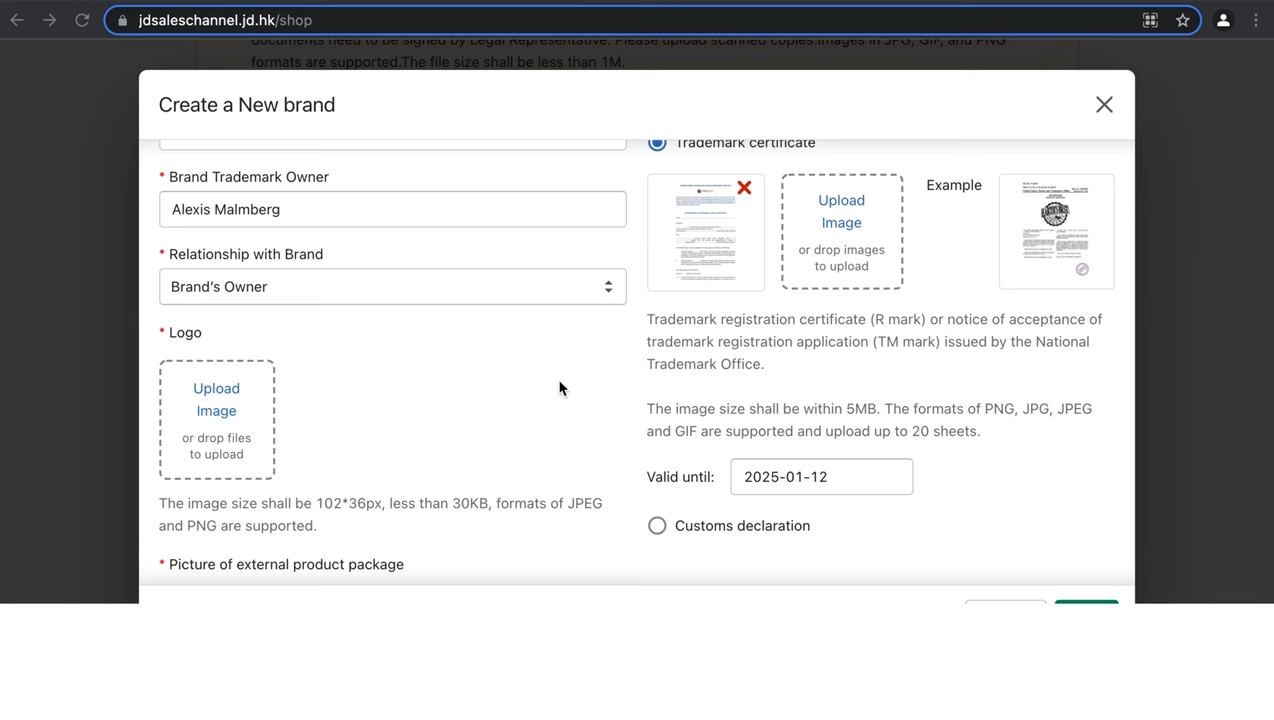 jdsaleschannel.jd.hk/shop
documents need to be signed by Legal Representative. Please upload scanned copies.Images in JPG, GIF, and PNG
formats are supported.The file size shall be less than 1M.
Create a New brand
* Brand Trademark Owner
Alexis Malmberg
* Relationship with Brand
Brand's Owner
* Logo
Upload
Image
or drop files
to upload
The image size shall be 102*36px, less than 30KB, formats of JPEG
and PNG are supported.
* Picture of external product package
Trademark certificate
Upload
Image
or drop images
to upload
Example
Trademark registration certificate (R mark) or notice of acceptance of
trademark registration application (TM mark) issued by the National
Trademark Office.
The image size shall be within 5MB. The formats of PNG, JPG, JPEG
and GIF are supported and upload up to 20 sheets.
Valid until: 2025-01-12
Customs declaration